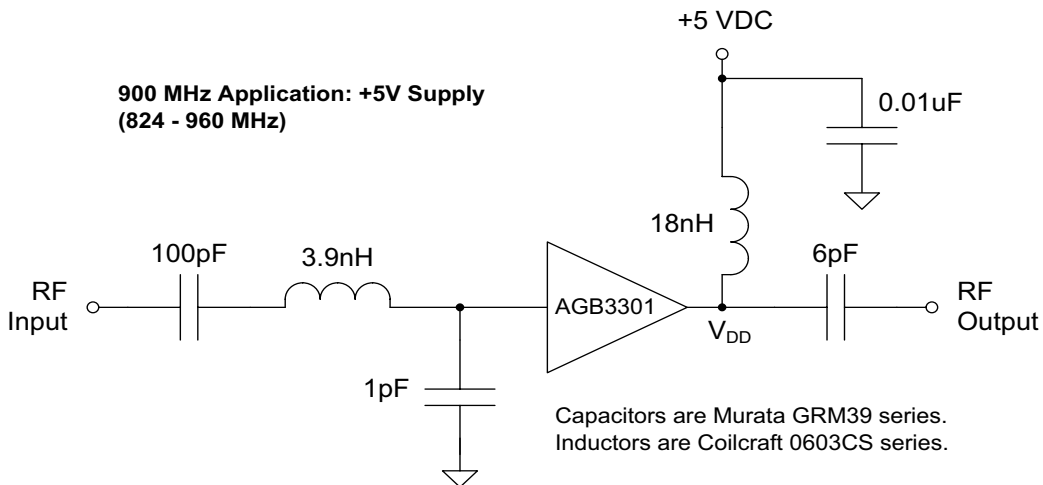 +5 VDC
900 MHz Application: +5V Supply
(824 - 960 MHz)
0.01uF
18nH
100pF
3.9nH
6pF
RF
Input
AGB3301
RF
Output
VDD
1pF
Capacitors are Murata GRM39 series.
Inductors are Coilcraft 0603CS series.